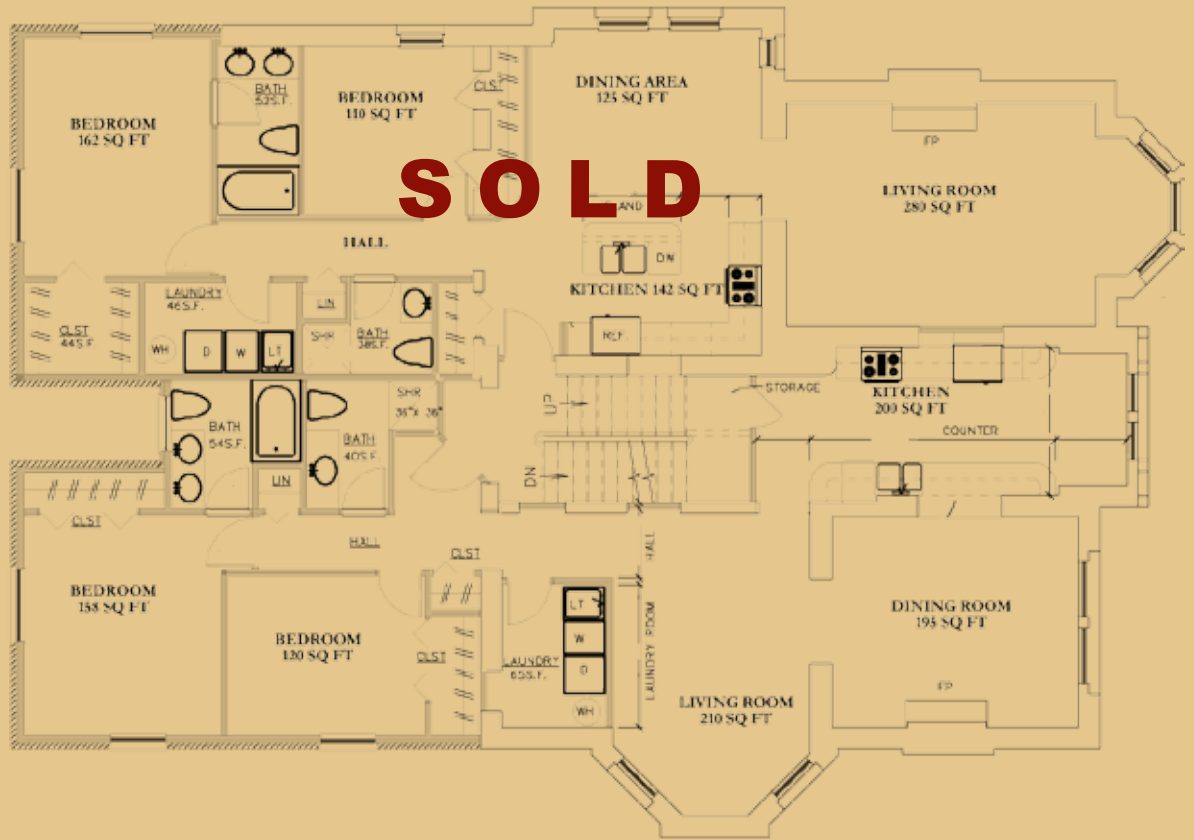 BATH
52S.F.
BEDROOM
110 SQ FT
CLST
DINING AREA
125 SQ FT
BEDROOM
162 SQ FT
FP
SOLD
LIVING ROOM
280 SQ FT
HALL
DW
KITCHEN 142 SQ FT
LAUNDRY
46S.F.
LIN
CLST
44S.F
WH
D
W
LT
SHR
BATH
38S.F.
REF.
UP
STORAGE
KITCHEN
200 SQ FT
COUNTER
SHR
36"X 36"
BATH
54S.F.
BATH
40S.F.
LIN
DN
CLST
HALL
CLST
HALL
BEDROOM
158 SQ FT
BEDROOM
120 SQ FT
CLST
LT
W
D
WH
LAUNDRY
65S.F.
LAUNDRY ROOM
DINING ROOM
195 SQ FT
FP
LIVING ROOM
210 SQ FT